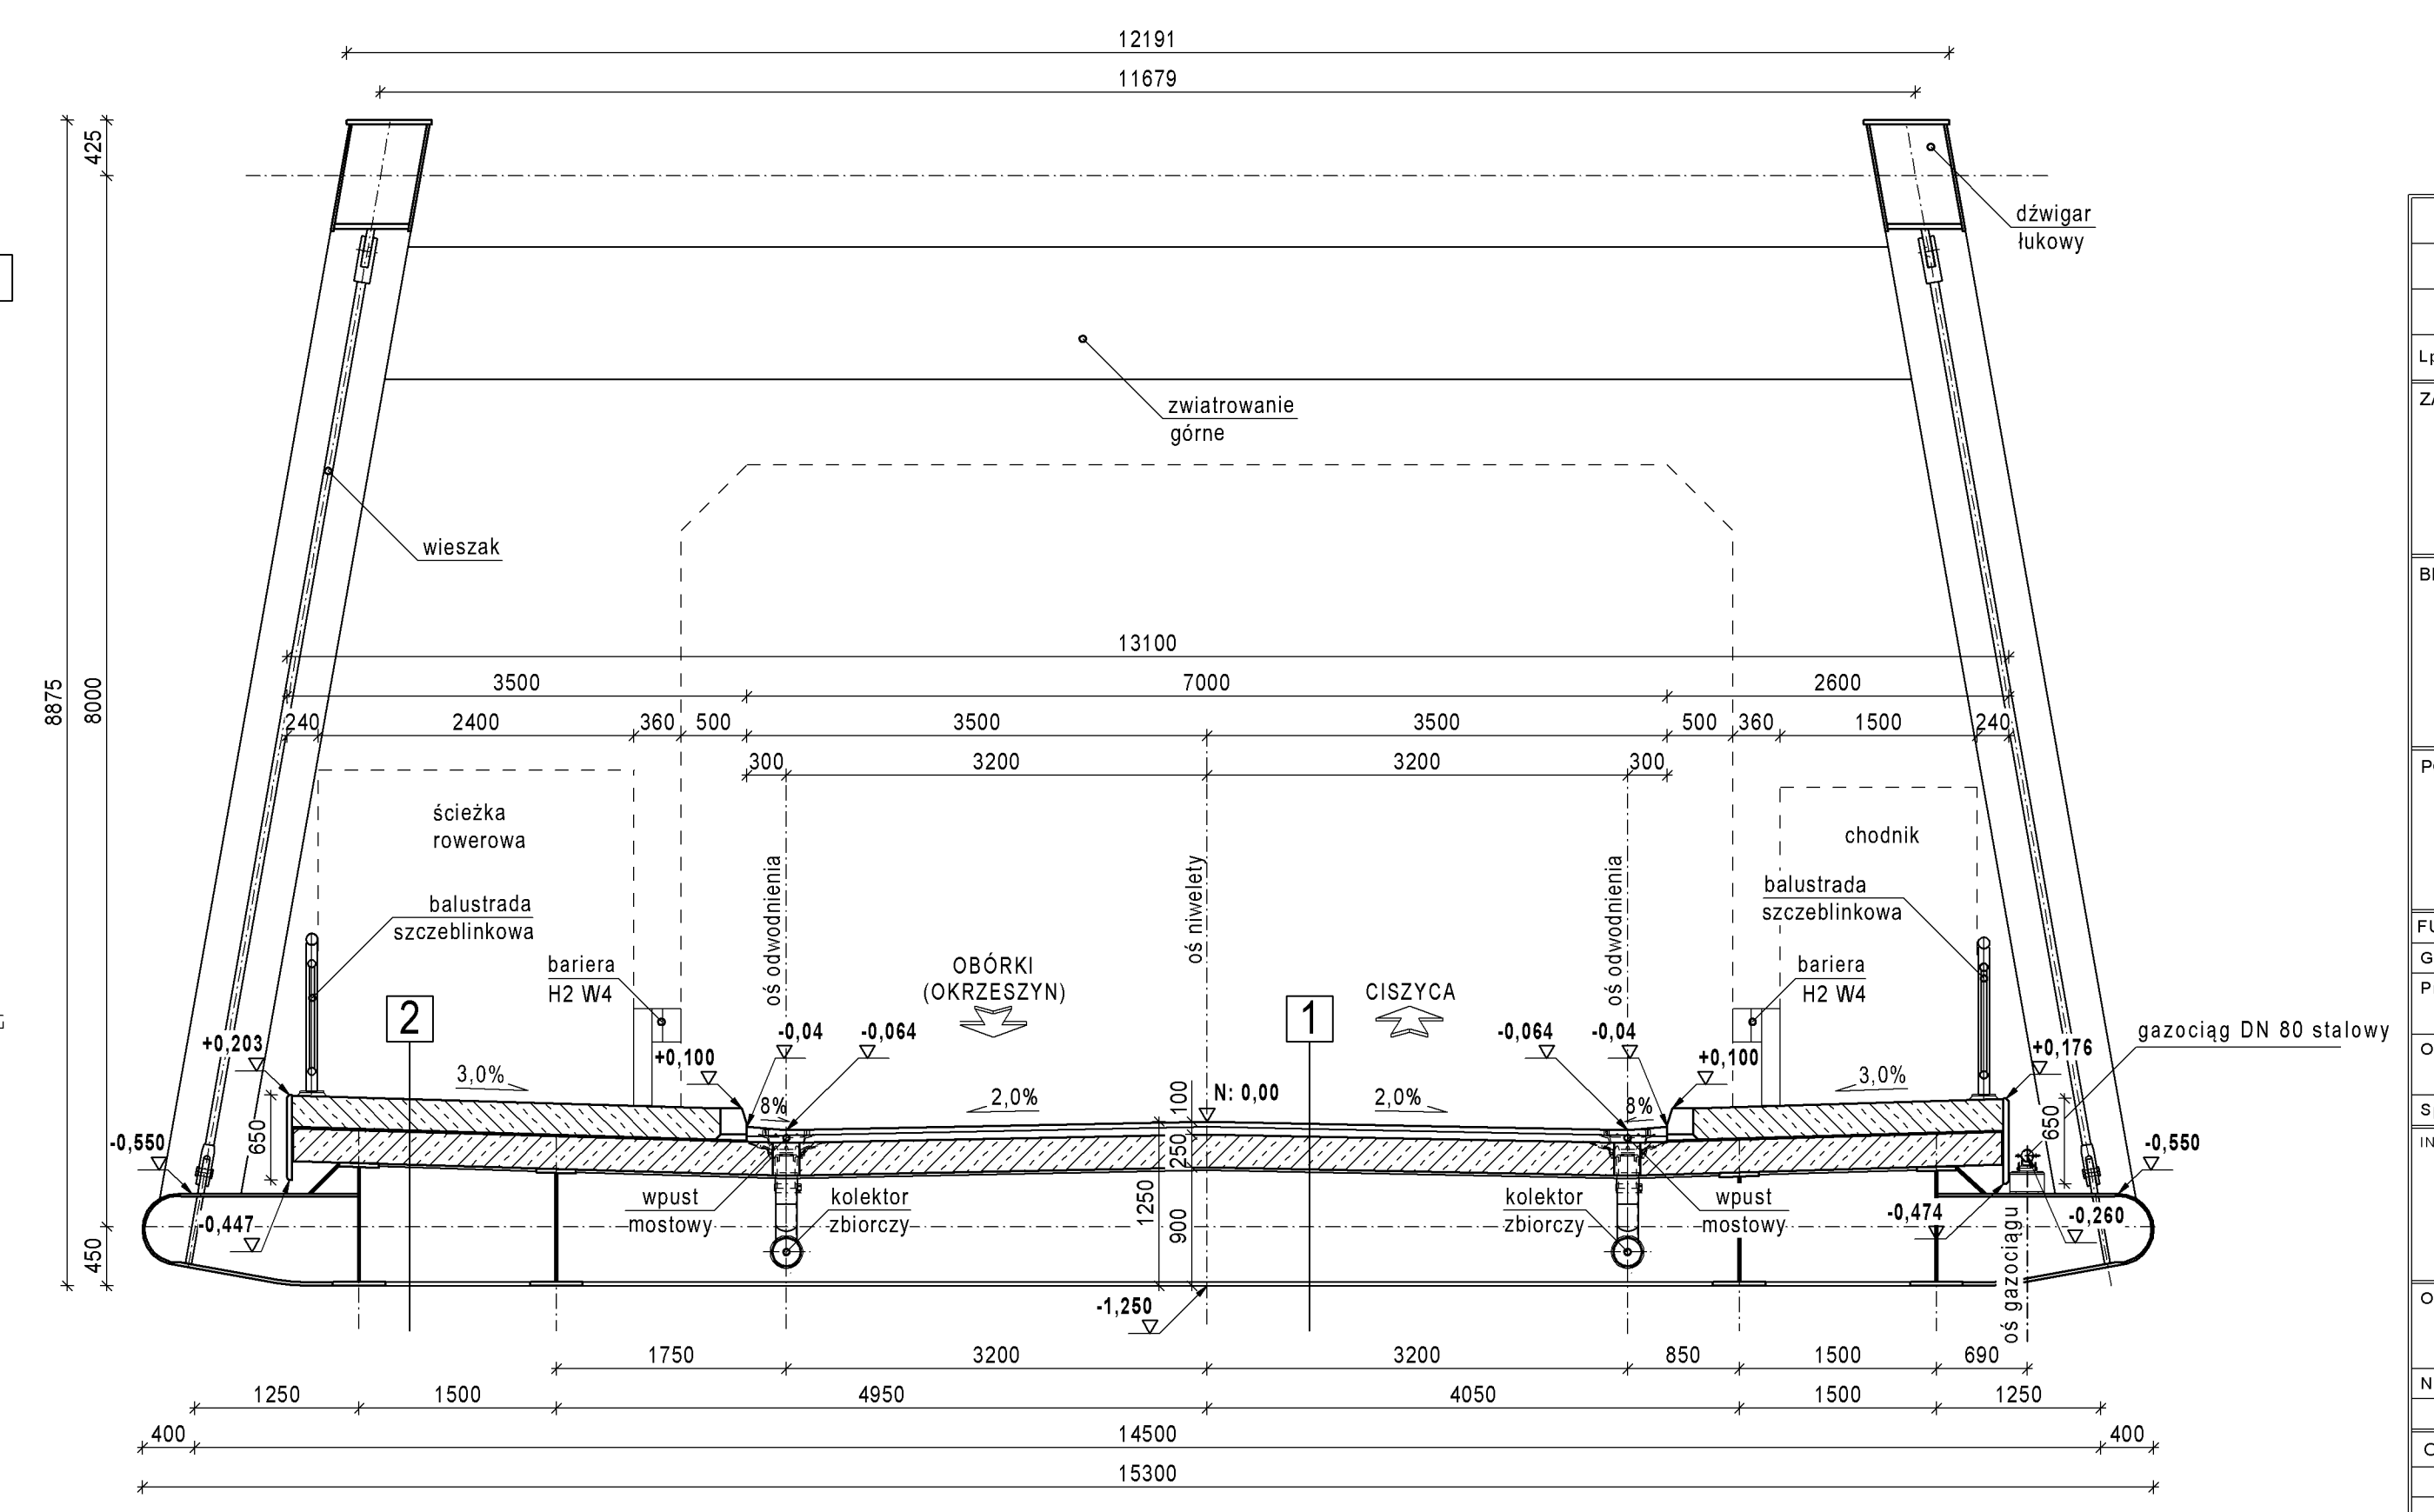 12191
11679
425
dźwigar
łukowy
zwiatrowanie
górne
wieszak
8875
8000
13100
3500 7000 2600
240 2400 360 500 3500 3500 500 360 1500 240
300 3200 3200 300
ścieżka
rowerowa
chodnik
oś odwodnienia
oś niwelety
oś odwodnienia
balustrada
szczeblinkowa
balustrada
szczeblinkowa
bariera
H2 W4
OBÓRKI
(OKRZESZYN)
CISZYCA
bariera
H2 W4
2
1
gazociąg DN 80 stalowy
+0,203
+0,100
-0,04
-0,064
-0,064
-0,04
+0,100
+0,176
3,0%
8%
2,0%
100
N: 0,00
2,0%
8%
3,0%
-0,550
650
250
650
-0,550
wpust
mostowy
kolektor
zbiorczy
1250
900
kolektor
zbiorczy
wpust
mostowy
-0,447
-0,474
-0,260
450
-1,250
oś gazociągu
1750 3200 3200 850 1500 690
1250 1500 4950 4050 1500 1250
400 14500 400
15300